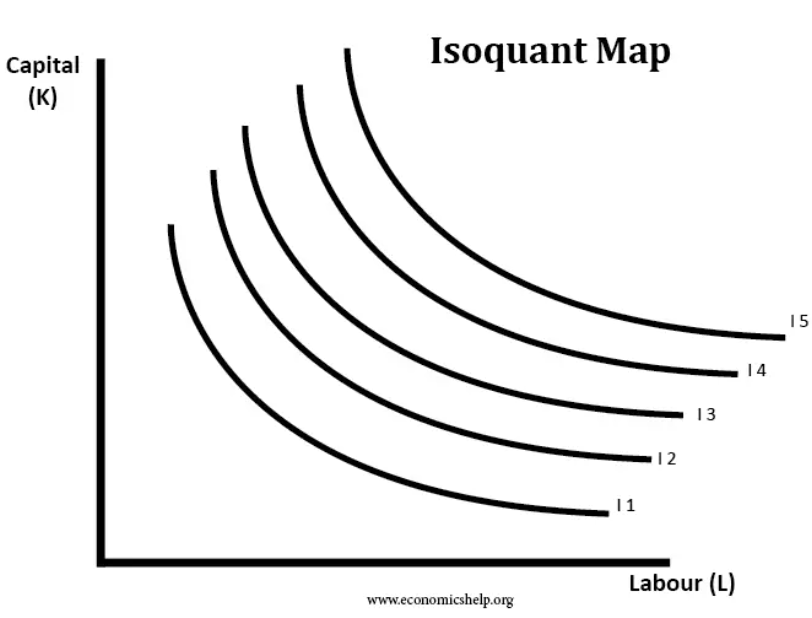 Isoquant Map
Capital
(K)
I 5
I 4
I 3
I 2
I 1
Labour (L)
www.economicshelp.org